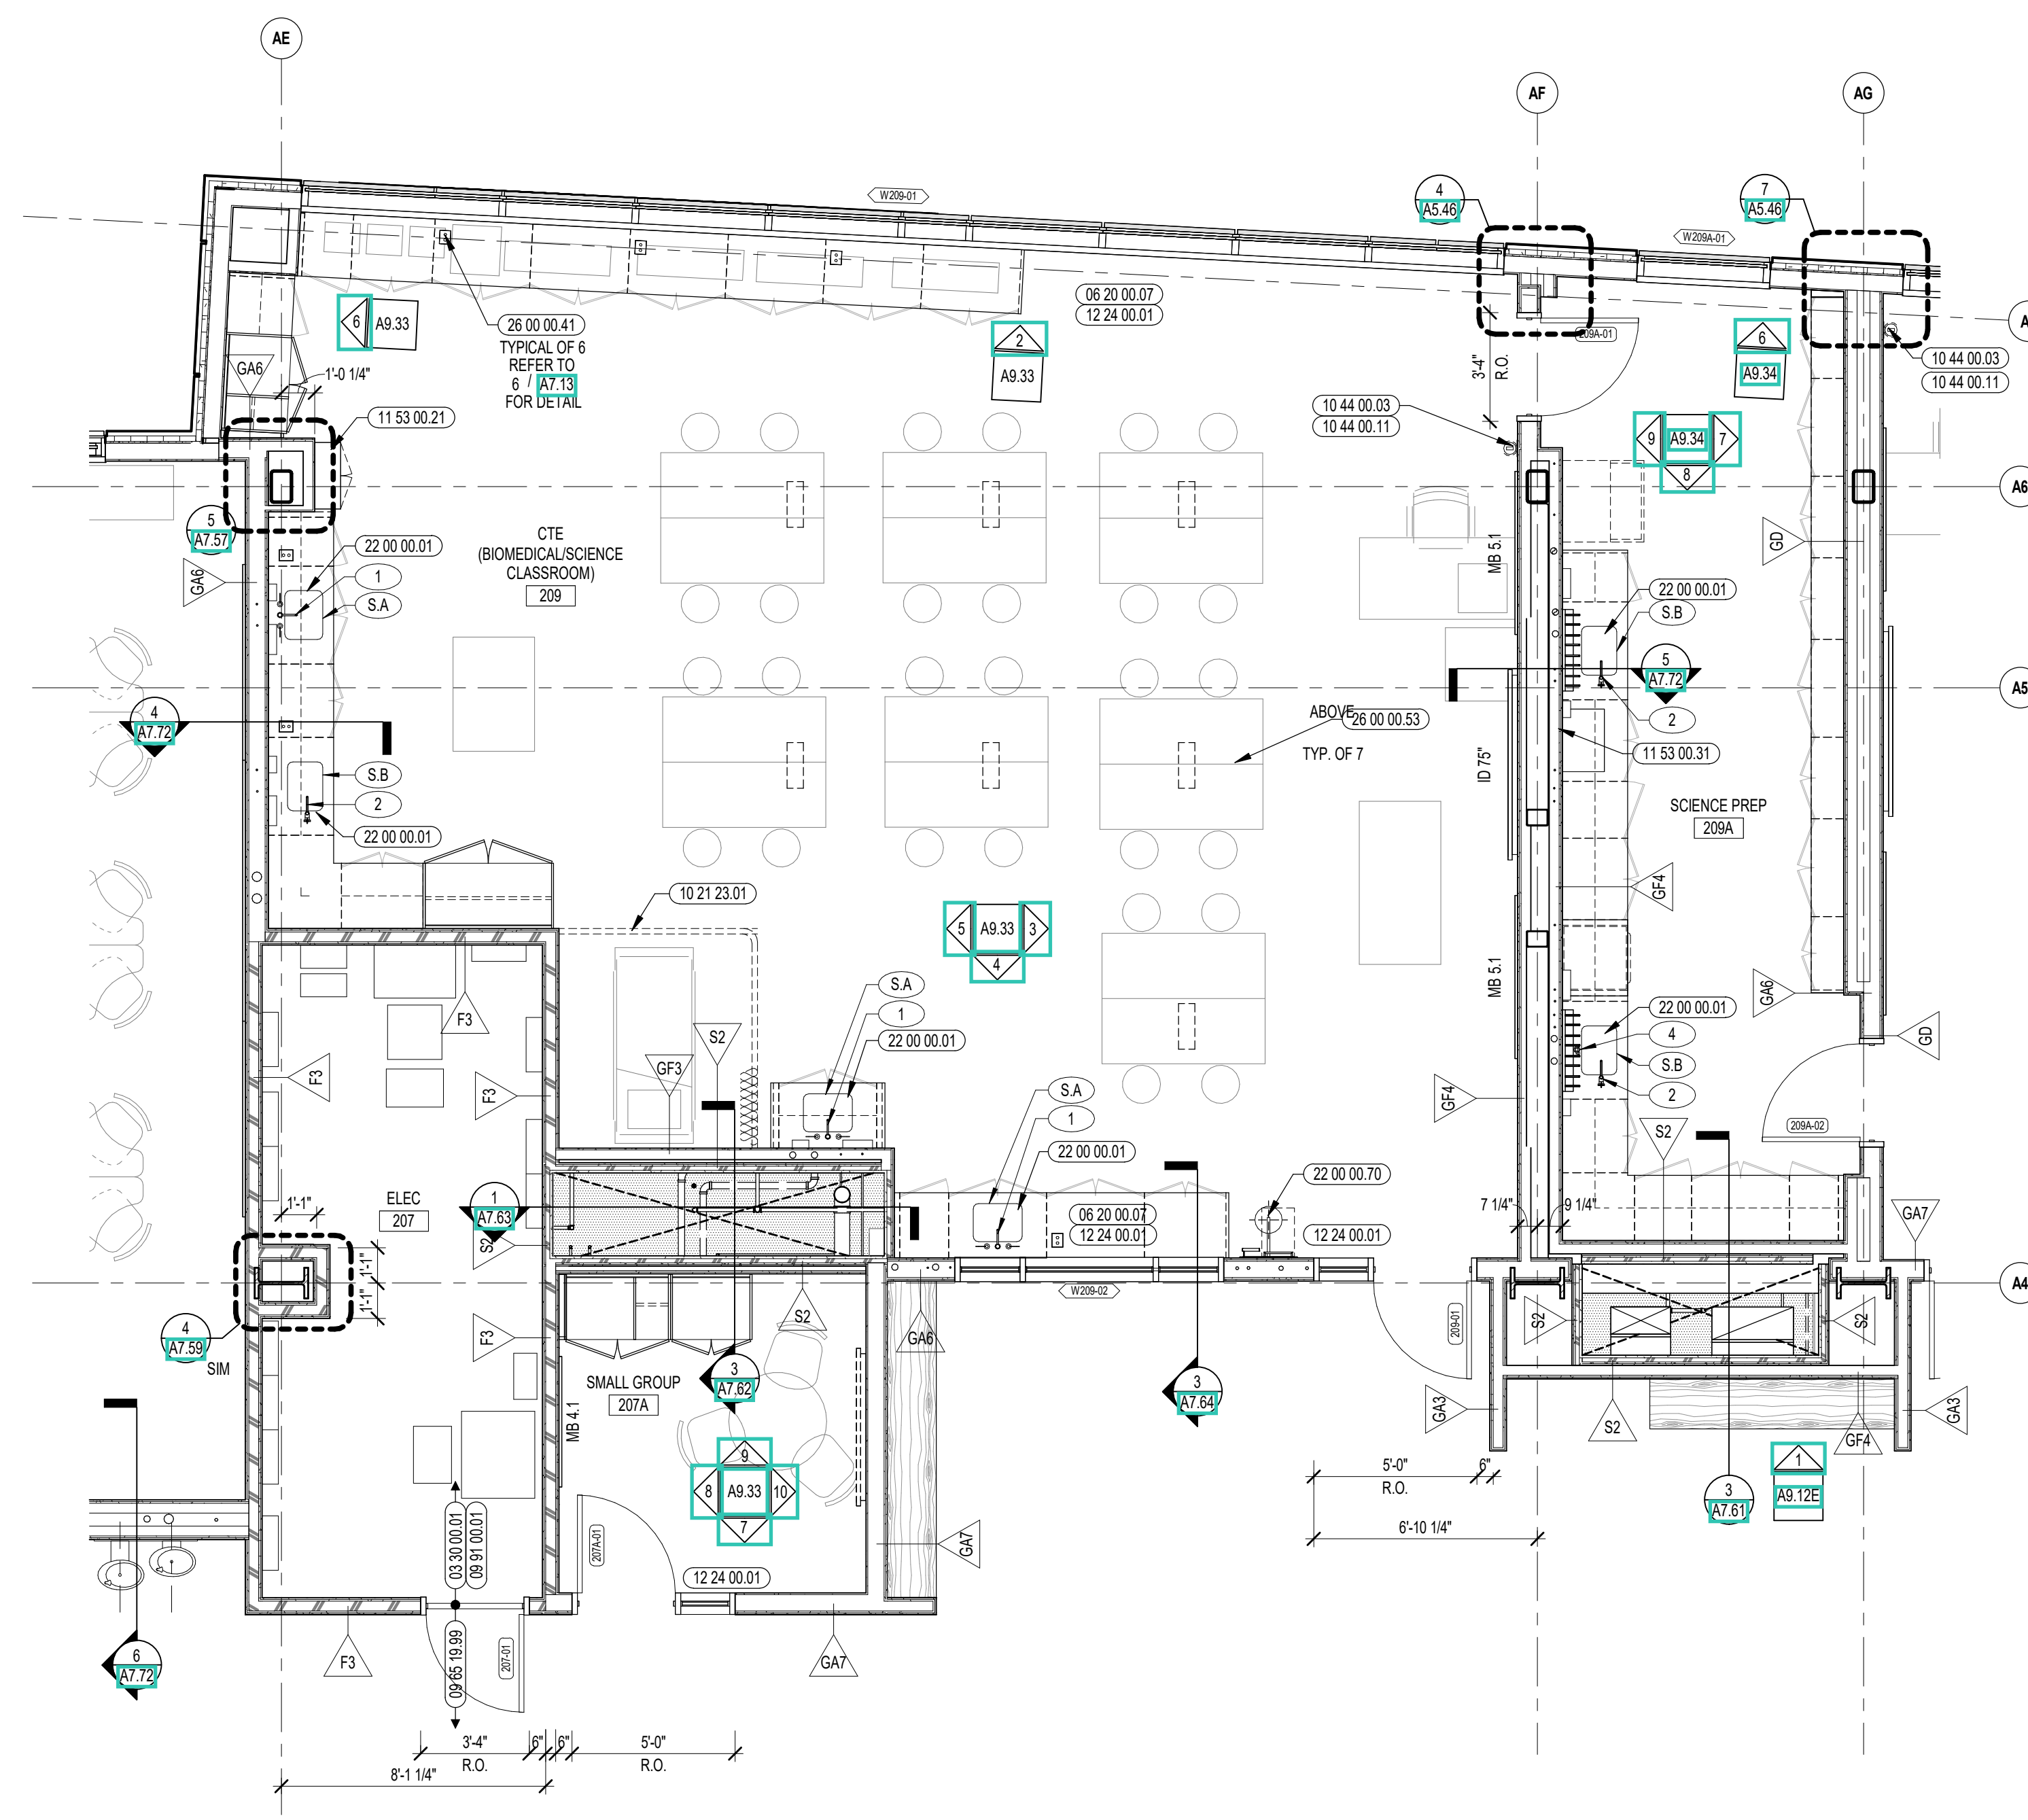 AE
AF
AG
W209-01
4
A5.46
7
A5.46
W209A-01
6
A9.33
26 00 00.41
TYPICAL OF 6
REFER TO
6 / A7.13
FOR DETAIL
2
A9.33
06 20 00.07
12 24 00.01
209A-01
3'-4"
R.O.
6
A9.34
10 44 00.03
10 44 00.11
GA6
1'-0 1/4"
11 53 00.21
10 44 00.03
10 44 00.11
9
A9.34
7
8
A6
5
A7.57
GA6
22 00 00.01
1
S.A
CTE
(BIOMEDICAL/SCIENCE
CLASSROOM)
209
MB 5.1
GD
22 00 00.01
S.B
5
A7.72
2
A5
4
A7.72
ABOVE
26 00 00.53
TYP. OF 7
ID 75"
11 53 00.31
S.B
2
22 00 00.01
SCIENCE PREP
209A
10 21 23.01
GF4
5
A9.33
3
4
MB 5.1
GA6
F3
S.A
1
22 00 00.01
S2
GF3
F3
F3
22 00 00.01
4
S.B
2
GD
GF4
S.A
1
22 00 00.01
S2
209A-02
22 00 00.70
1'-1"
ELEC
207
1
A7.63
S2
06 20 00.07
12 24 00.01
12 24 00.01
7 1/4"
9 1/4"
GA7
1'-1"
1'-1"
A4
W209-02
4
A7.59
SIM
F3
S2
GA6
209-01
S2
S2
SMALL GROUP
207A
3
A7.62
3
A7.64
MB 4.1
GA3
S2
GF4
GA3
9
8
A9.33
10
7
5'-0"
R.O.
6"
3
A7.61
1
A9.12E
6'-10 1/4"
03 30 00.01
09 91 00.01
207A-01
GA7
12 24 00.01
6
A7.72
F3
09 65 19.99
207-01
GA7
3'-4"
R.O.
6"
6"
5'-0"
R.O.
8'-1 1/4"